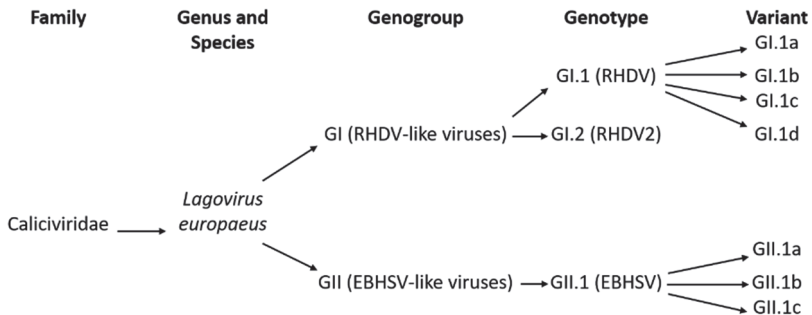 Family Genus and Species Genogroup Genotype Variant
GI.1a
GI.1 (RHDV) GI.1b
GI.1c
GI (RHDV-like viruses) GI.2 (RHDV2) GI.1d
Lagovirus
Caliciviridae europaeus
GII.1a
GII (EBHSV-like viruses) GII.1 (EBHSV) GII.1b
GII.1c